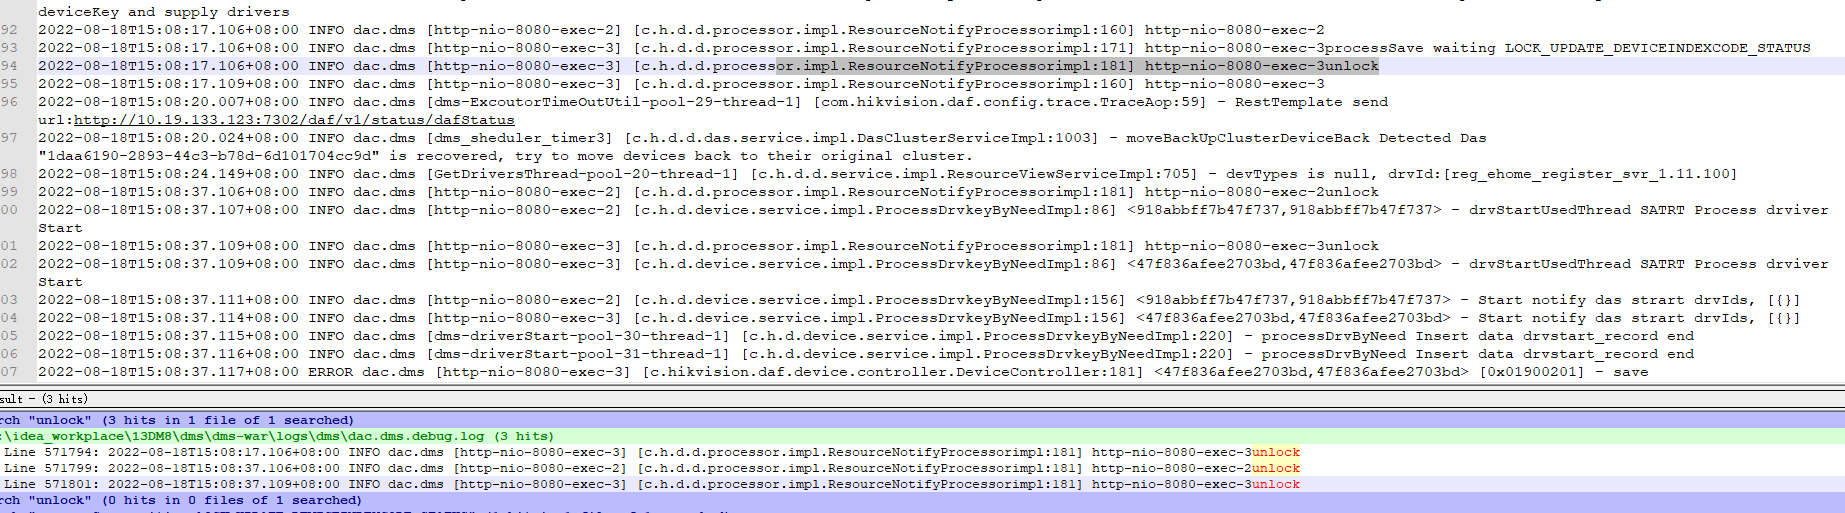 deviceKey and supply drivers
92 2022-08-18T15:08:17.106+08:00 INFO dac.dms [http-nio-8080-exec-2] [c.h.d.d.processor.impl.ResourceNotifyProcessorimpl:160] http-nio-8080-exec-2
93 2022-08-18T15:08:17.106+08:00 INFO dac.dms [http-nio-8080-exec-3] [c.h.d.d.processor.impl.ResourceNotifyProcessorimpl:171] http-nio-8080-exec-3processSave waiting LOCK_UPDATE_DEVICEINDEXCODE_STATUS
94 2022-08-18T15:08:17.106+08:00 INFO dac.dms [http-nio-8080-exec-3] [c.h.d.d.processor.impl.ResourceNotifyProcessorimpl:181] http-nio-8080-exec-3unlock
95 2022-08-18T15:08:17.109+08:00 INFO dac.dms [http-nio-8080-exec-3] [c.h.d.d.processor.impl.ResourceNotifyProcessorimpl:160] http-nio-8080-exec-3
96 2022-08-18T15:08:20.007+08:00 INFO dac.dms [dms-ExcoutorTimeOutUtil-pool-29-thread-1] [com.hikvision.daf.config.trace.TraceAop:59] - RestTemplate send
url:http://10.19.133.123:7302/daf/v1/status/dafStatus
97 2022-08-18T15:08:20.024+08:00 INFO dac.dms [dms_sheduler_timer3] [c.h.d.d.das.service.impl.DasClusterServiceImpl:1003] - moveBackUpClusterDeviceBack Detected Das
"1daa6190-2893-44c3-b78d-6d101704cc9d" is recovered, try to move devices back to their original cluster.
98 2022-08-18T15:08:24.149+08:00 INFO dac.dms [GetDriversThread-pool-20-thread-1] [c.h.d.d.service.impl.ResourceViewServiceImpl:705] - devTypes is null, drvId:[reg_ehome_register_svr_1.11.100]
99 2022-08-18T15:08:37.106+08:00 INFO dac.dms [http-nio-8080-exec-2] [c.h.d.d.processor.impl.ResourceNotifyProcessorimpl:181] http-nio-8080-exec-2unlock
00 2022-08-18T15:08:37.107+08:00 INFO dac.dms [http-nio-8080-exec-2] [c.h.d.device.service.impl.ProcessDrvkeyByNeedImpl:86] <918abbff7b47f737,918abbff7b47f737> - drvStartUsedThread SATRT Process drviver
Start
01 2022-08-18T15:08:37.109+08:00 INFO dac.dms [http-nio-8080-exec-3] [c.h.d.d.processor.impl.ResourceNotifyProcessorimpl:181] http-nio-8080-exec-3unlock
02 2022-08-18T15:08:37.109+08:00 INFO dac.dms [http-nio-8080-exec-3] [c.h.d.device.service.impl.ProcessDrvkeyByNeedImpl:86] <47f836afee2703bd,47f836afee2703bd> - drvStartUsedThread SATRT Process drviver
Start
03 2022-08-18T15:08:37.111+08:00 INFO dac.dms [http-nio-8080-exec-2] [c.h.d.device.service.impl.ProcessDrvkeyByNeedImpl:156] <918abbff7b47f737,918abbff7b47f737> - Start notify das strart drvIds, [{}]
04 2022-08-18T15:08:37.114+08:00 INFO dac.dms [http-nio-8080-exec-3] [c.h.d.device.service.impl.ProcessDrvkeyByNeedImpl:156] <47f836afee2703bd,47f836afee2703bd> - Start notify das strart drvIds, [{}]
05 2022-08-18T15:08:37.115+08:00 INFO dac.dms [dms-driverStart-pool-30-thread-1] [c.h.d.device.service.impl.ProcessDrvkeyByNeedImpl:220] - processDrvByNeed Insert data drvstart_record end
06 2022-08-18T15:08:37.116+08:00 INFO dac.dms [dms-driverStart-pool-31-thread-1] [c.h.d.device.service.impl.ProcessDrvkeyByNeedImpl:220] - processDrvByNeed Insert data drvstart_record end
07 2022-08-18T15:08:37.117+08:00 ERROR dac.dms [http-nio-8080-exec-3] [c.hikvision.daf.device.controller.DeviceController:181] <47f836afee2703bd,47f836afee2703bd> [0x01900201] - save
sult - (3 hits)
rch "unlock" (3 hits in 1 file of 1 searched)
:\idea_workplace\13DM8\dms\dms-war\logs\dms\dac.dms.debug.log (3 hits)
Line 571794: 2022-08-18T15:08:17.106+08:00 INFO dac.dms [http-nio-8080-exec-3] [c.h.d.d.processor.impl.ResourceNotifyProcessorimpl:181] http-nio-8080-exec-3unlock
Line 571799: 2022-08-18T15:08:37.106+08:00 INFO dac.dms [http-nio-8080-exec-2] [c.h.d.d.processor.impl.ResourceNotifyProcessorimpl:181] http-nio-8080-exec-2unlock
Line 571801: 2022-08-18T15:08:37.109+08:00 INFO dac.dms [http-nio-8080-exec-3] [c.h.d.d.processor.impl.ResourceNotifyProcessorimpl:181] http-nio-8080-exec-3unlock
rch "unlock" (0 hits in 0 files of 1 searched)